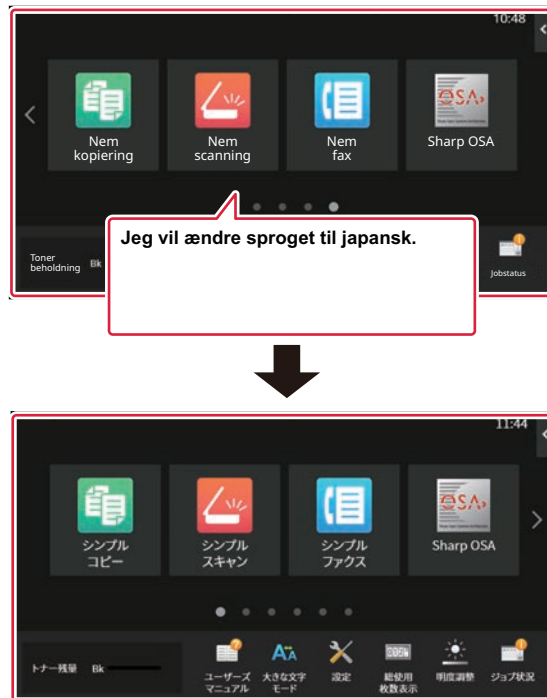 10:48
Nem
kopiering
Nem
scanning
Nem
fax
Sharp OSA
Jeg vil ændre sproget til japansk.
Toner
beholdning
Bk
Jobstatus
11:44
シンプル
コピー
シンプル
スキャン
シンプル
ファクス
Sharp OSA
トナー残量 Bk
ユーザーズ
マニュアル
大きな文字
モード
設定
総使用
枚数表示
明度調整
ジョブ状況